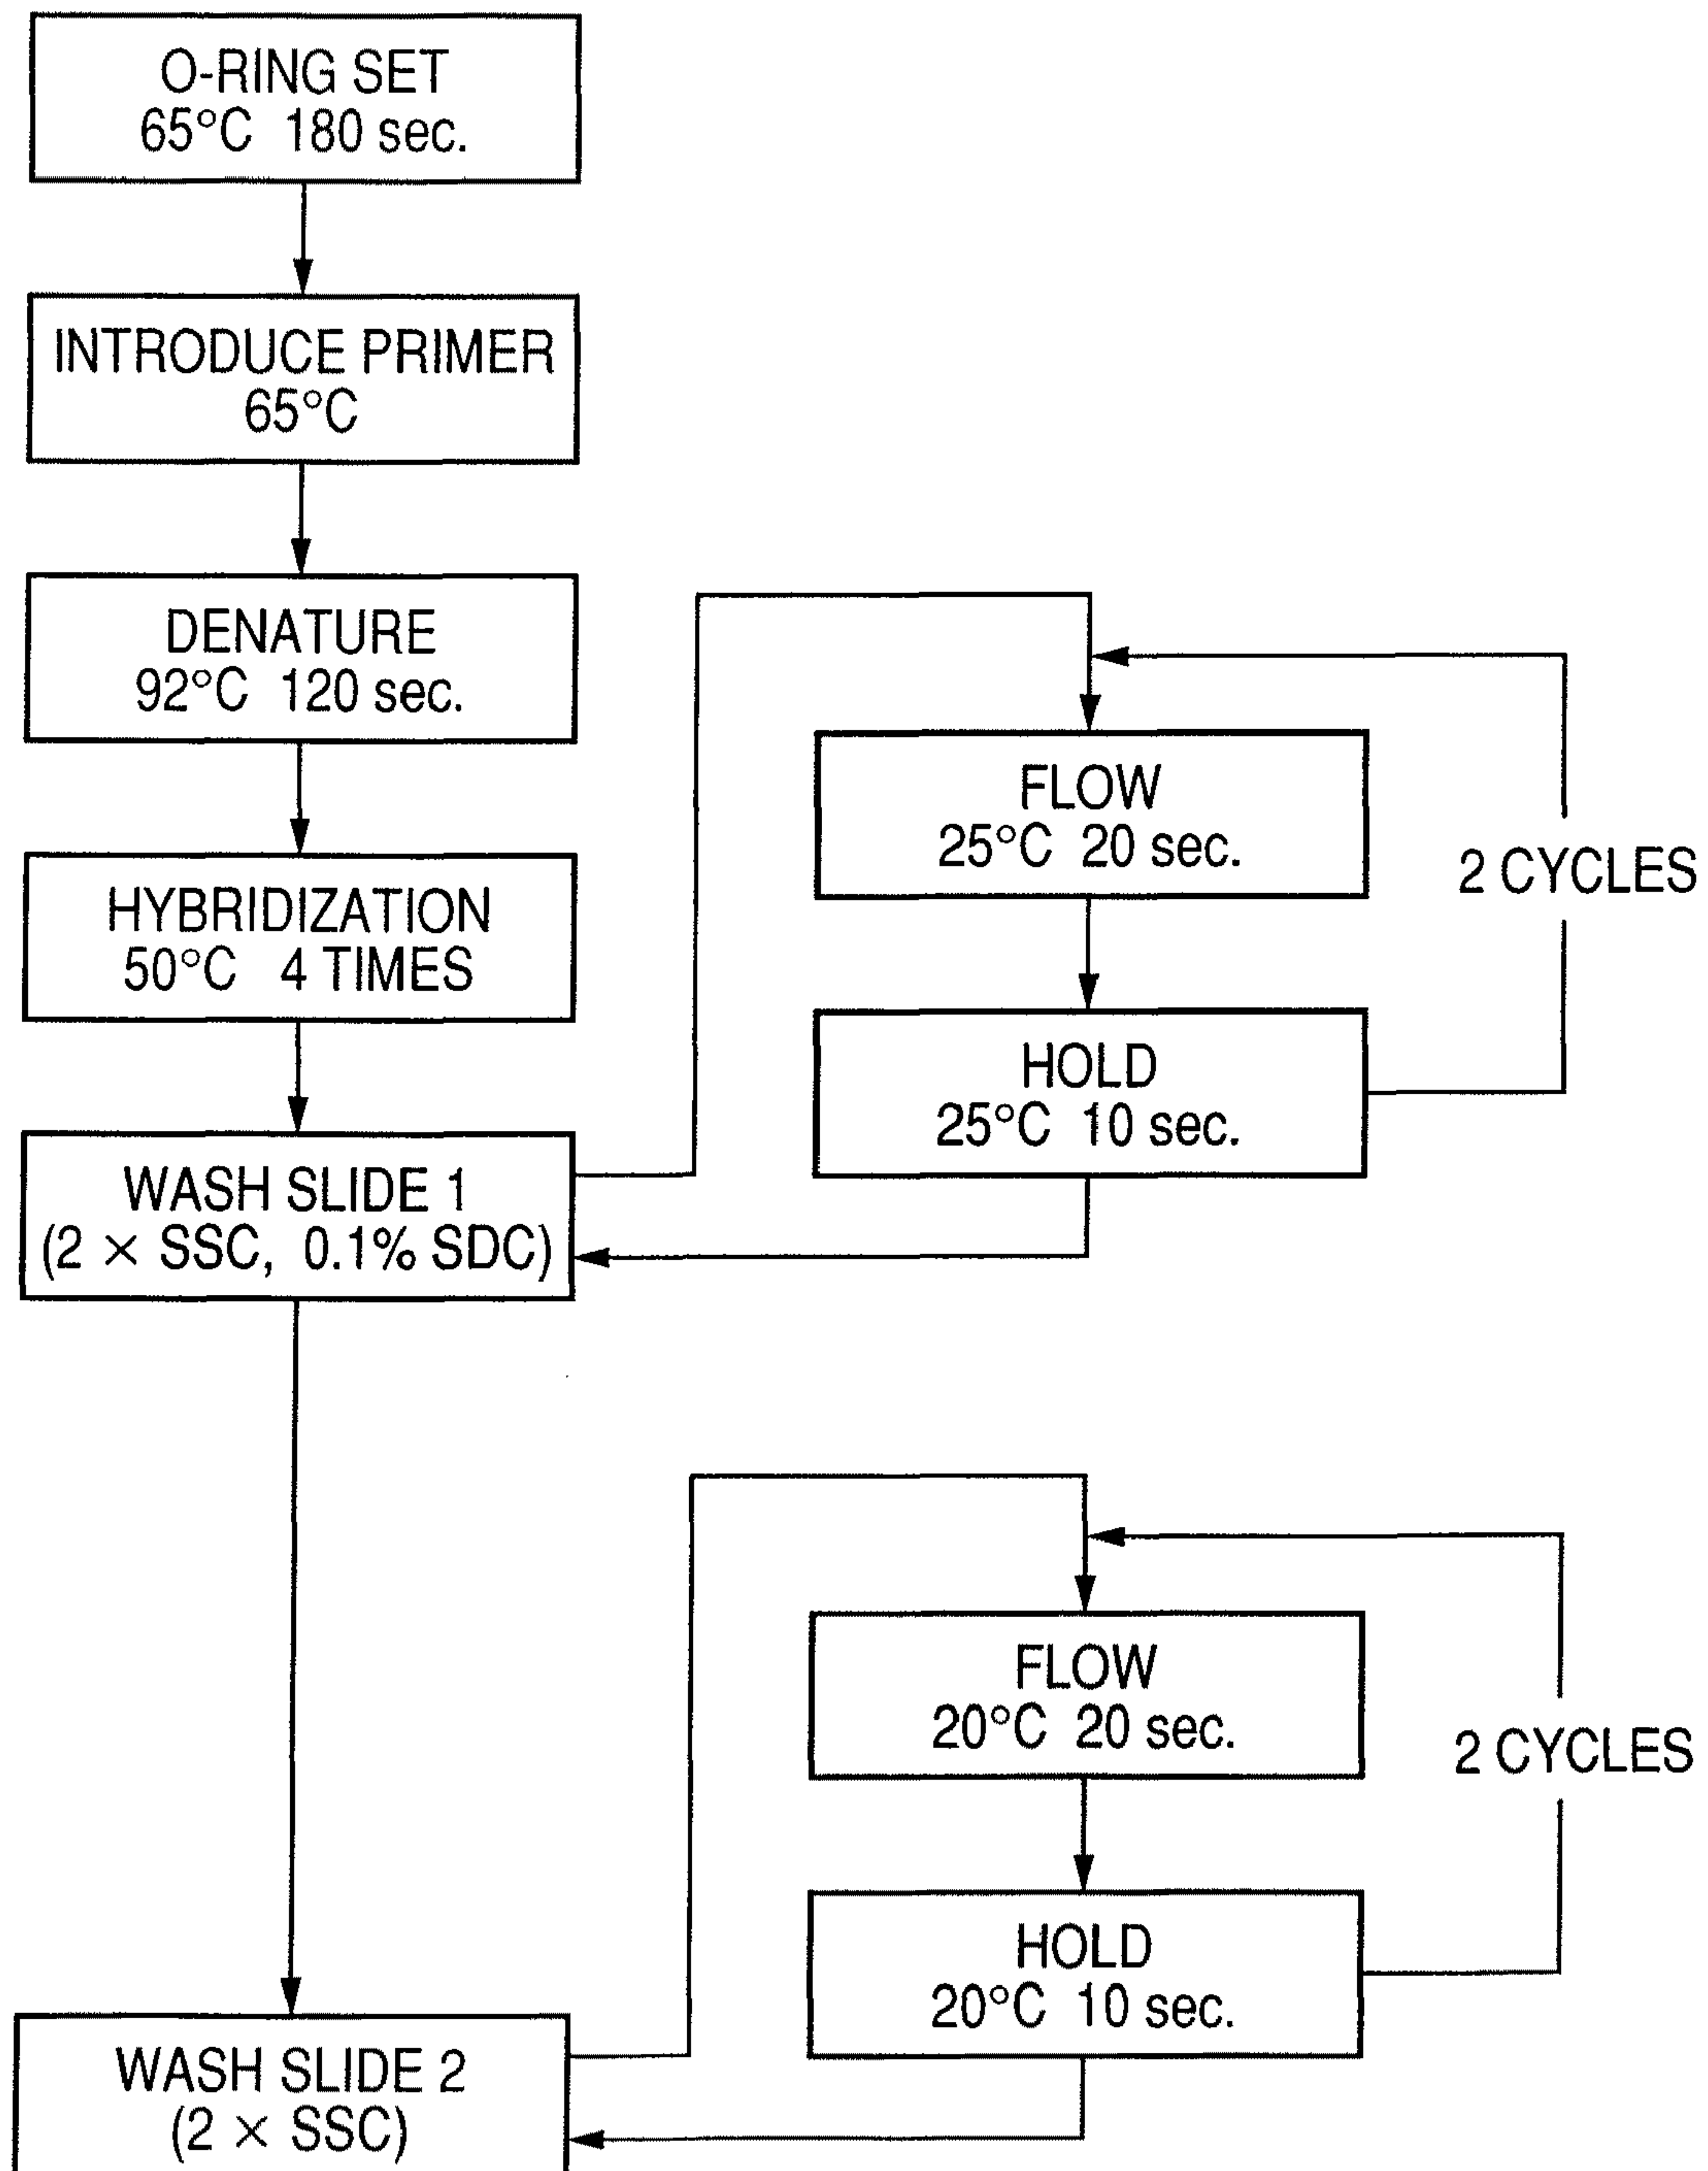 O-RING SET
65°C 180 sec.
INTRODUCE PRIMER
65°C
DENATURE
92°C 120 sec.
HYBRIDIZATION
50°C 4 TIMES
WASH SLIDE 1
(2 × SSC, 0.1% SDC)
FLOW
25°C 20 sec.
HOLD
25°C 10 sec.
2 CYCLES
WASH SLIDE 2
(2 × SSC)
FLOW
20°C 20 sec.
HOLD
20°C 10 sec.
2 CYCLES